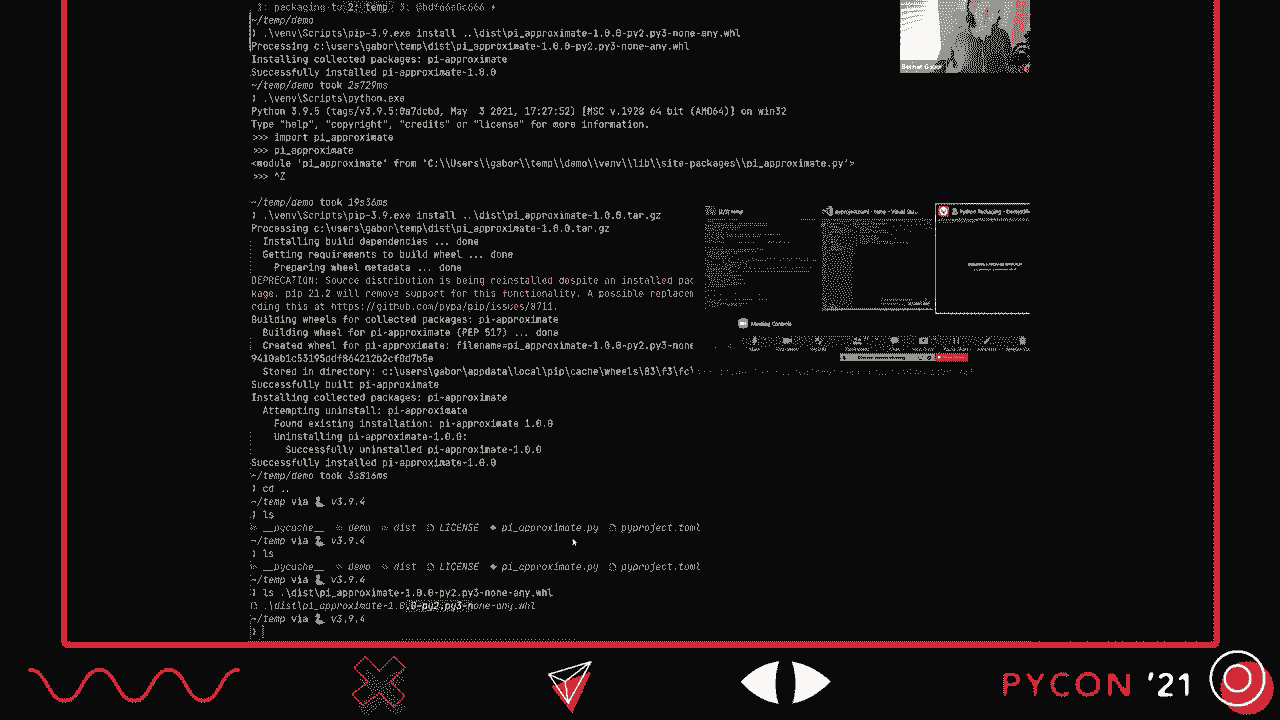 1: packaging-to 2: temp 3: @bdf66s0c666 ⚡
~/temp/demo
❯ .\venv\Scripts\pip-3.9.exe install ..\dist\pi_approximate-1.0.0-py2.py3-none-any.whl
Processing c:\users\gabor\temp\dist\pi_approximate-1.0.0-py2.py3-none-any.whl
Installing collected packages: pi-approximate
Successfully installed pi-approximate-1.0.0
~/temp/demo took 2s729ms
❯ .\venv\Scripts\python.exe
Python 3.9.5 (tags/v3.9.5:0a7dcbd, May  3 2021, 17:27:52) [MSC v.1928 64 bit (AMD64)] on win32
Type "help", "copyright", "credits" or "license" for more information.
>>> import pi_approximate
>>> pi_approximate
<module 'pi_approximate' from 'C:\\Users\\gabor\\temp\\demo\\venv\\lib\\site-packages\\pi_approximate.py'>
>>> ^Z
~/temp/demo took 19s36ms
❯ .\venv\Scripts\pip-3.9.exe install ..\dist\pi_approximate-1.0.0.tar.gz
Processing c:\users\gabor\temp\dist\pi_approximate-1.0.0.tar.gz
Installing build dependencies ... done
Getting requirements to build wheel ... done
Preparing wheel metadata ... done
DEPRECATION: Source distribution is being reinstalled despite an installed pac
kage. pip 21.2 will remove support for this functionality. A possible replacem
nding this at https://github.com/pypa/pip/issues/8711.
Building wheels for collected packages: pi-approximate
Building wheel for pi-approximate (PEP 517) ... done
Created wheel for pi-approximate: filename=pi_approximate-1.0.0-py2.py3-none
9410ab1c53195ddf864212b2cf0d7b5e
Stored in directory: c:\users\gabor\appdata\local\pip\cache\wheels\83\f3\fc\
Successfully built pi-approximate
Installing collected packages: pi-approximate
Attempting uninstall: pi-approximate
Found existing installation: pi-approximate 1.0.0
Uninstalling pi-approximate-1.0.0:
Successfully uninstalled pi-approximate-1.0.0
Successfully installed pi-approximate-1.0.0
~/temp/demo took 3s816ms
❯ cd ..
~/temp via v3.9.4
❯ ls
__pycache__ Demo dist LICENSE pi_approximate.py pyproject.toml
~/temp via v3.9.4
❯ ls
__pycache__ Demo dist LICENSE pi_approximate.py pyproject.toml
~/temp via v3.9.4
❯ ls .\dist\pi_approximate-1.0.0-py2.py3-none-any.whl
.\dist\pi_approximate-1.0.0-py2.py3-none-any.whl
~/temp via v3.9.4
❯
Meeting Controls
PYCON '21